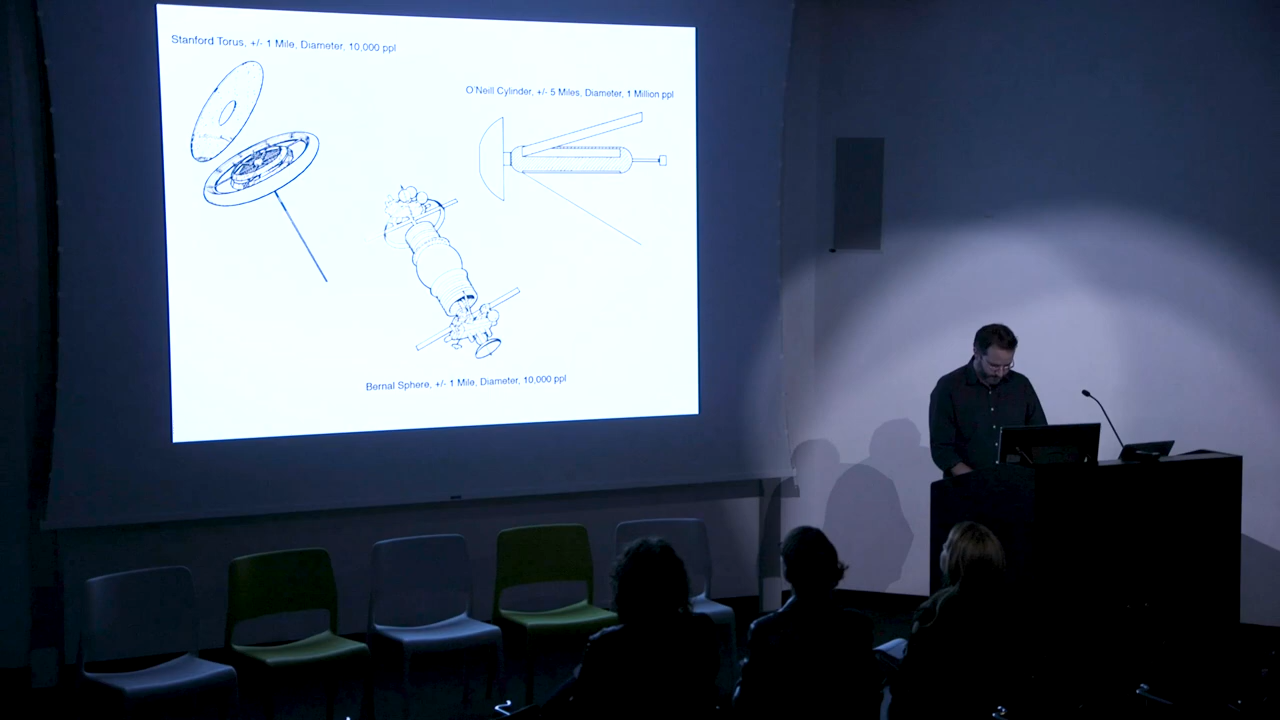 Stanford Torus, +/- 1 Mile, Diameter, 10,000 ppl
O'Neill Cylinder, +/- 5 Miles, Diameter, 1 Million ppl
Bernal Sphere, +/- 1 Mile, Diameter, 10,000 ppl